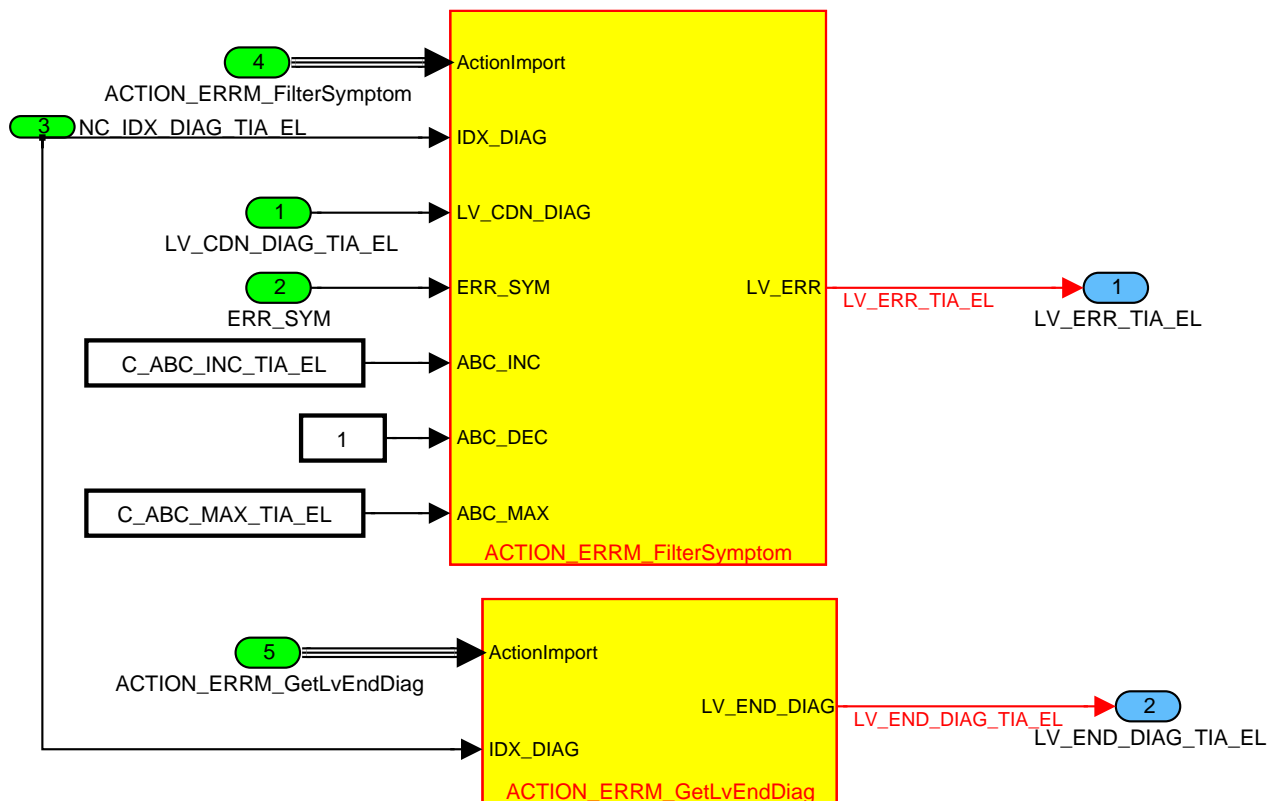 4
ActionImport
ACTION_ERRM_FilterSymptom
3
NC_IDX_DIAG_TIA_EL
IDX_DIAG
1
LV_CDN_DIAG
LV_CDN_DIAG_TIA_EL
2
ERR_SYM
LV_ERR
1
LV_ERR_TIA_EL
ERR_SYM
LV_ERR_TIA_EL
C_ABC_INC_TIA_EL
ABC_INC
1
ABC_DEC
C_ABC_MAX_TIA_EL
ABC_MAX
ACTION_ERRM_FilterSymptom
5
ActionImport
ACTION_ERRM_GetLvEndDiag
LV_END_DIAG
2
LV_END_DIAG_TIA_EL
LV_END_DIAG_TIA_EL
IDX_DIAG
ACTION_ERRM_GetLvEndDiag